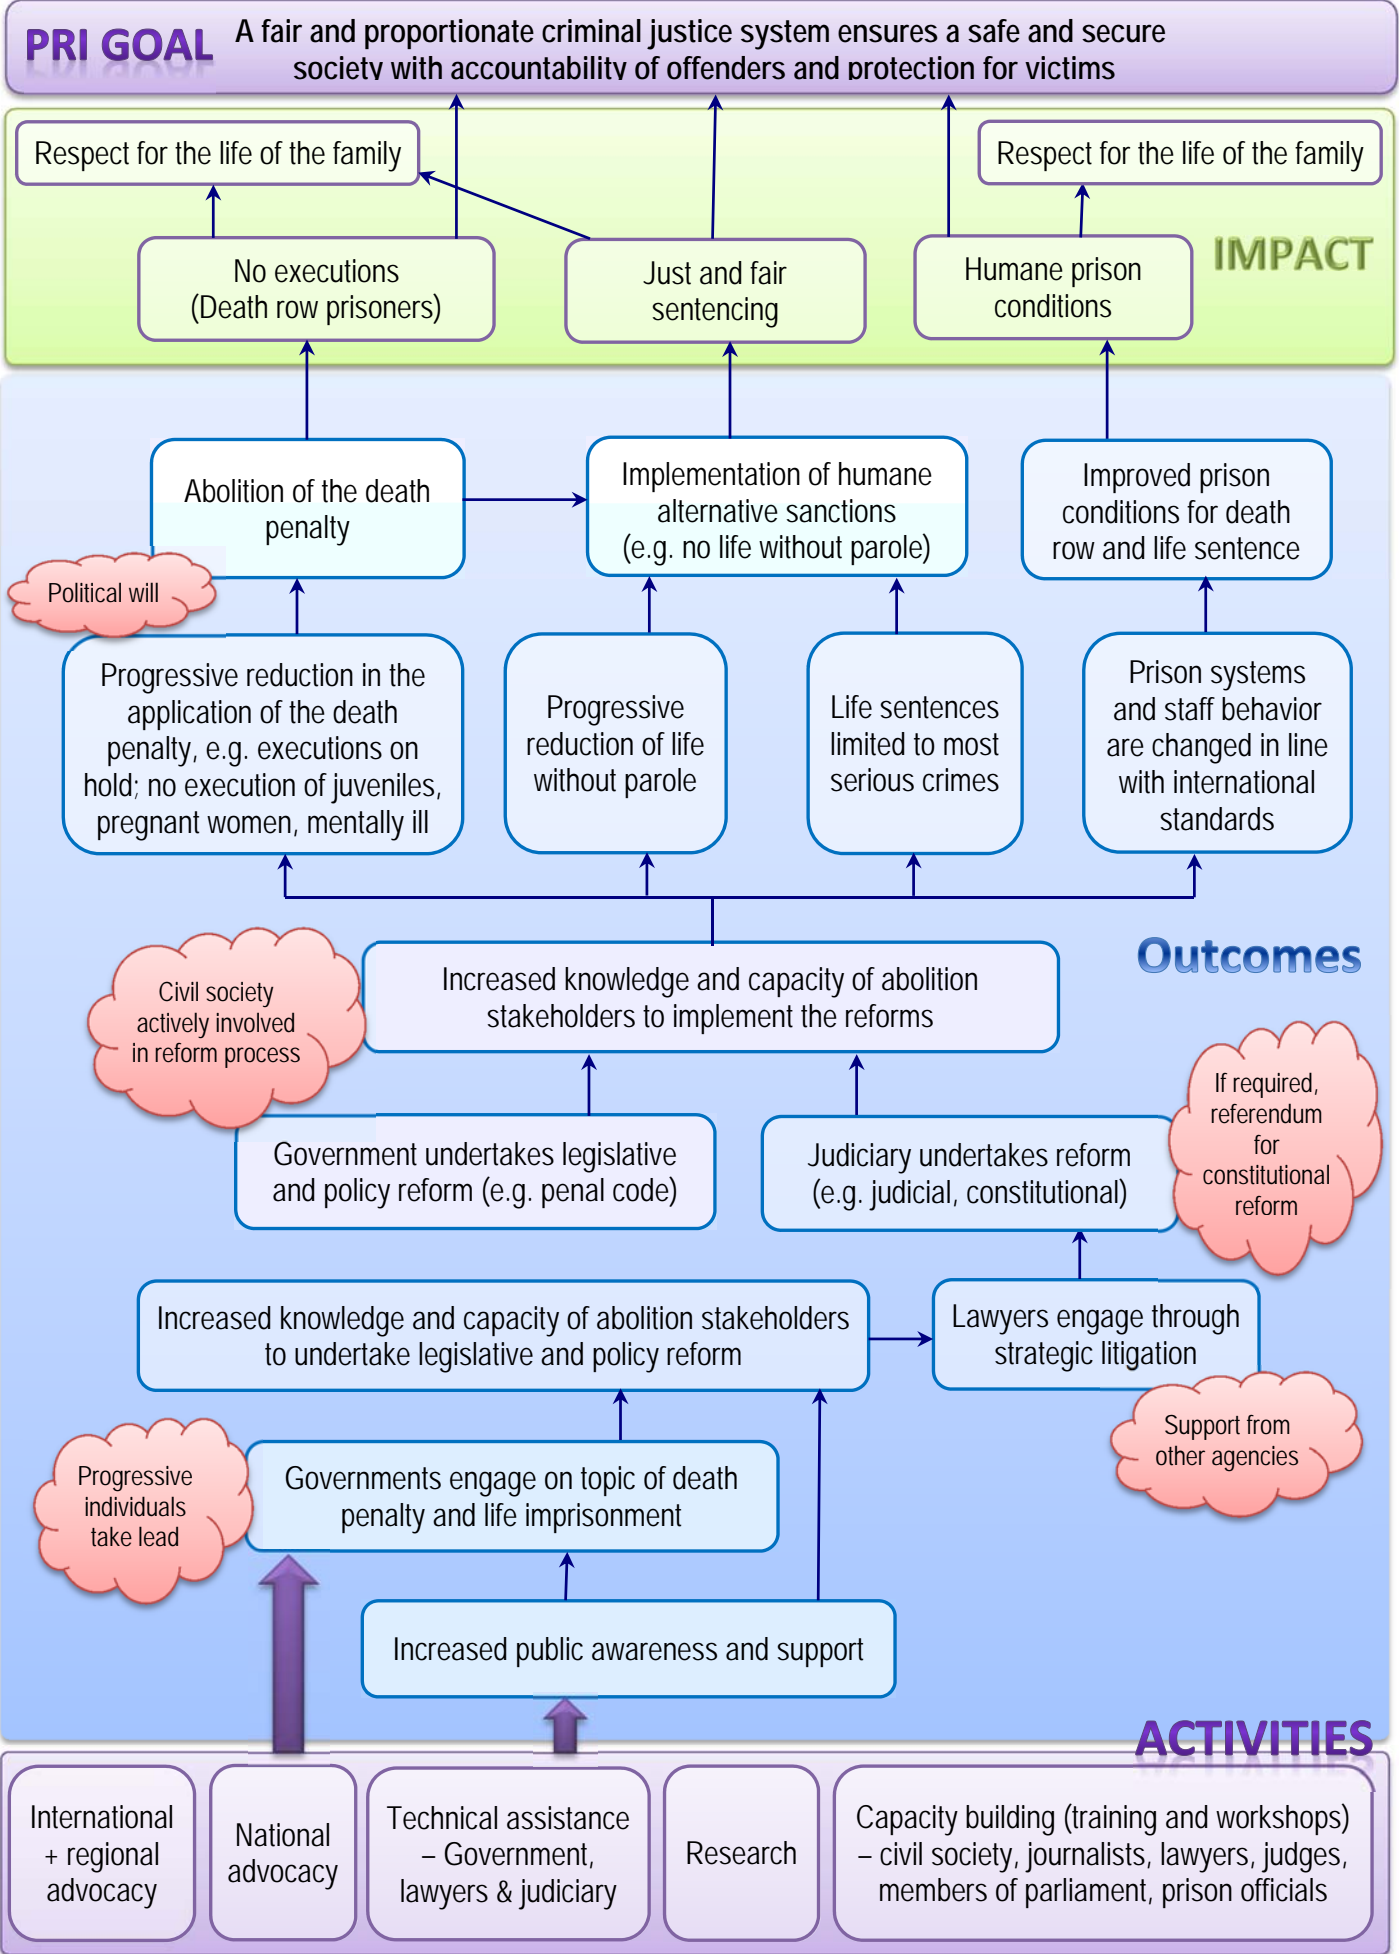 PRI GOAL
A fair and proportionate criminal justice system ensures a safe and secure
society with accountability of offenders and protection for victims
Respect for the life of the family
Respect for the life of the family
No executions
(Death row prisoners)
Just and fair
sentencing
Humane prison
conditions
IMPACT
Abolition of the death
penalty
Implementation of humane
alternative sanctions
(e.g. no life without parole)
Improved prison
conditions for death
row and life sentence
Political will
Progressive reduction in the
application of the death
penalty, e.g. executions on
hold; no execution of juveniles,
pregnant women, mentally ill
Progressive
reduction of life
without parole
Life sentences
limited to most
serious crimes
Prison systems
and staff behavior
are changed in line
with international
standards
Outcomes
Civil society
actively involved
in reform process
Increased knowledge and capacity of abolition
stakeholders to implement the reforms
If required,
referendum
for
constitutional
reform
Government undertakes legislative
and policy reform (e.g. penal code)
Judiciary undertakes reform
(e.g. judicial, constitutional)
Increased knowledge and capacity of abolition stakeholders
to undertake legislative and policy reform
Lawyers engage through
strategic litigation
Support from
other agencies
Progressive
individuals
take lead
Governments engage on topic of death
penalty and life imprisonment
Increased public awareness and support
ACTIVITIES
International
+ regional
advocacy
National
advocacy
Technical assistance
– Government,
lawyers & judiciary
Research
Capacity building (training and workshops)
– civil society, journalists, lawyers, judges,
members of parliament, prison officials